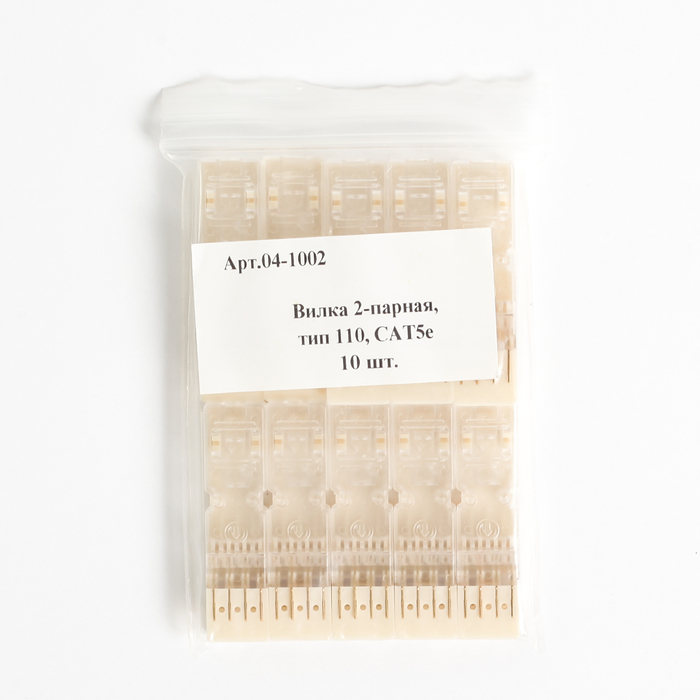 Арт.04-1002
Вилка 2-парная,
тип 110, CAT5e
10 шт.